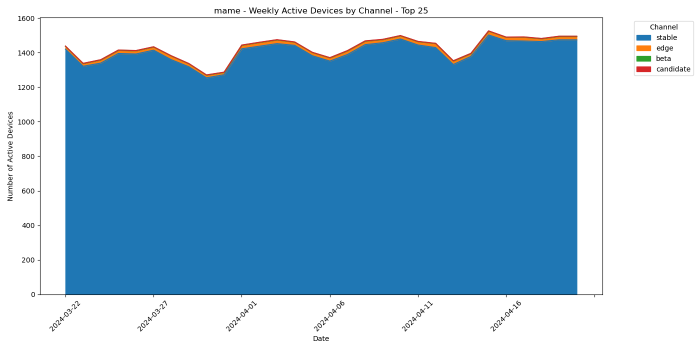 mame - Weekly Active Devices by Channel - Top 25
Number of Active Devices
1600
1400
1200
1000
800
600
400
200
0
2024-03-22
2024-03-27
2024-04-01
2024-04-06
2024-04-11
2024-04-16
Date
Channel
stable
edge
beta
candidate